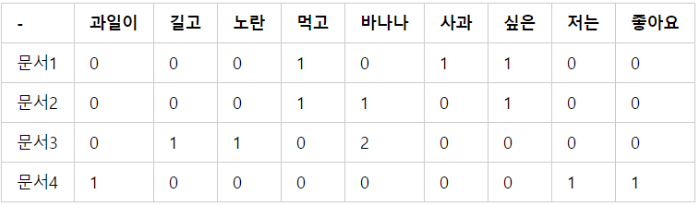 - 과일이 길고 노란 먹고 바나나 사과 싶은 저는 좋아요
문서1 0 0 0 1 0 1 1 0 0
문서2 0 0 0 1 1 0 1 0 0
문서3 0 1 1 0 2 0 0 0 0
문서4 1 0 0 0 0 0 0 1 1